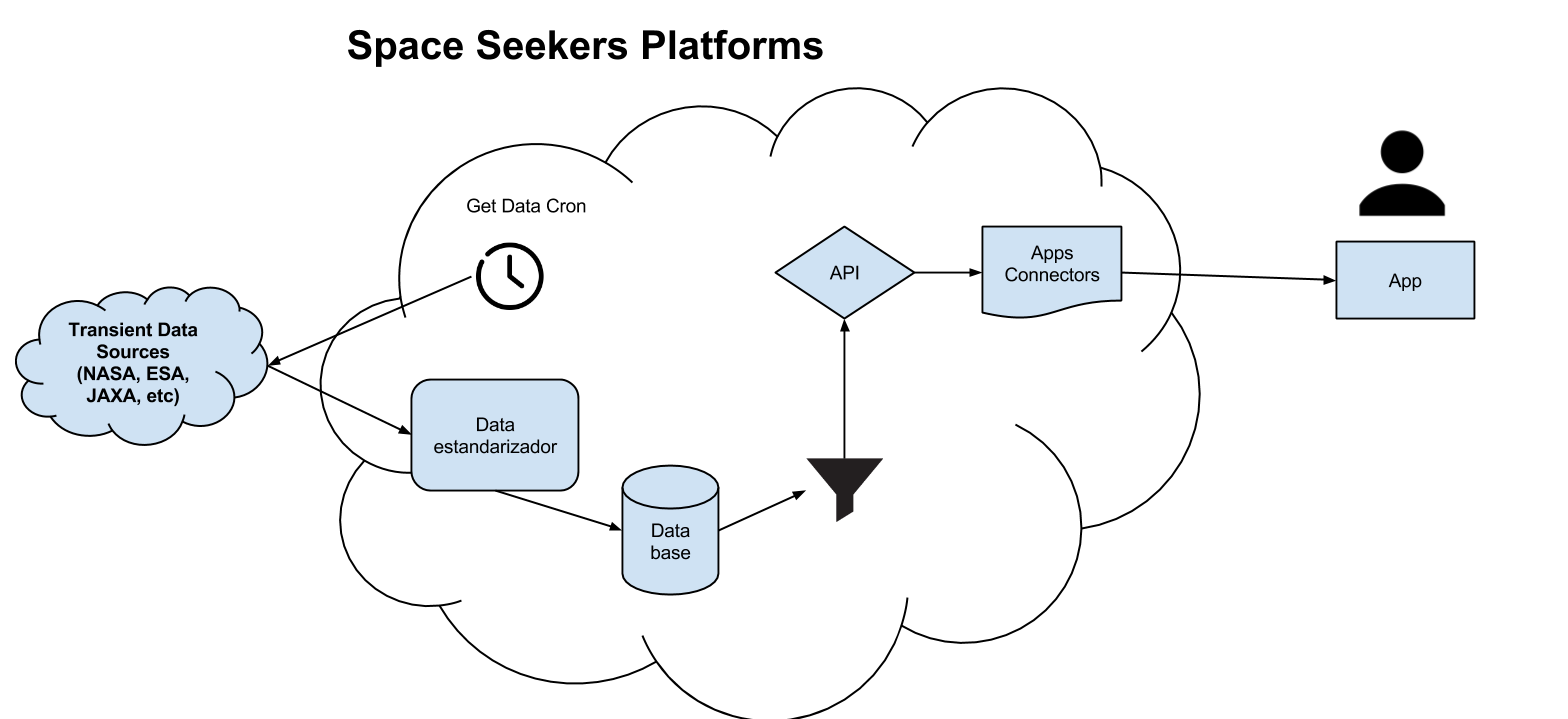 Space Seekers Platforms
Get Data Cron
Transient Data
Sources
(NASA, ESA,
JAXA, etc)
Data
estandarizador
Data
base
API
Apps
Connectors
App